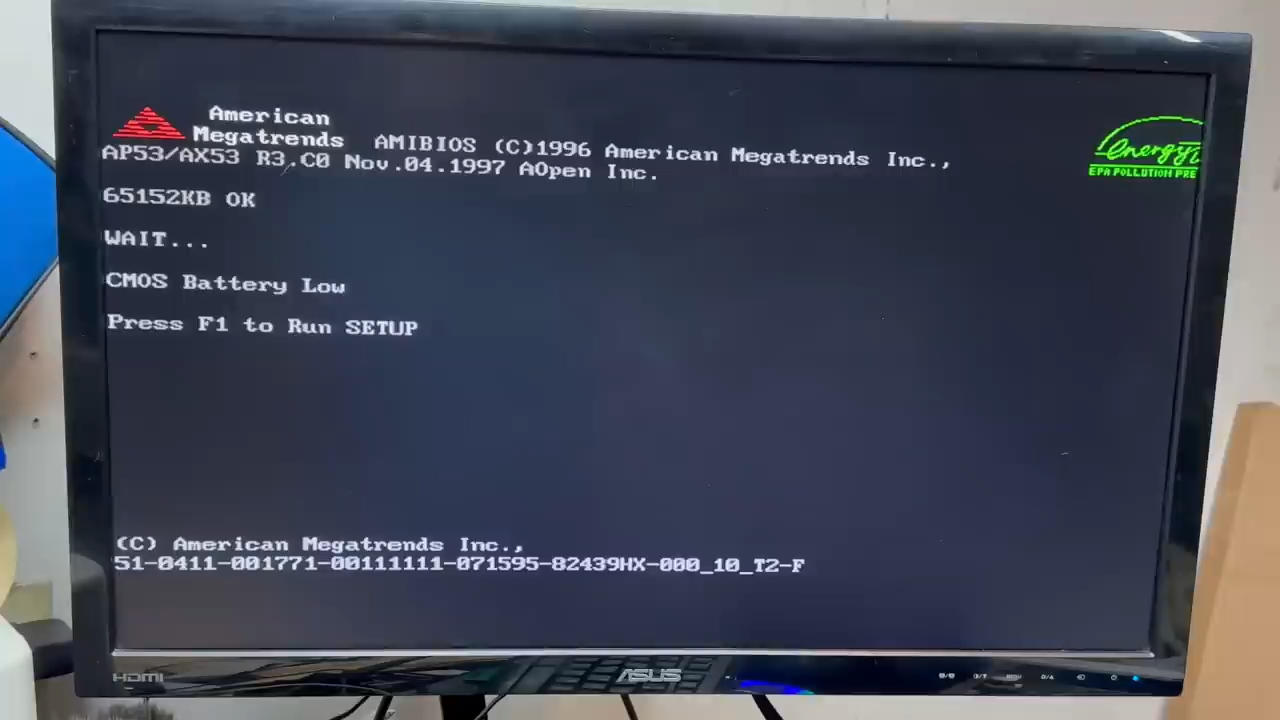 American
Megatrends AMIBIOS (C)1996 American Megatrends Inc.,
AP53/AX53 R3.C0 Nov.04.1997 AOpen Inc.
energy
EPA POLLUTION PRE
65152KB OK
WAIT...
CMOS Battery Low
Press F1 to Run SETUP
(C) American Megatrends Inc.,
51-0411-001771-00111111-071595-82439HX-000_10_T2-F
HDMI
ASUS